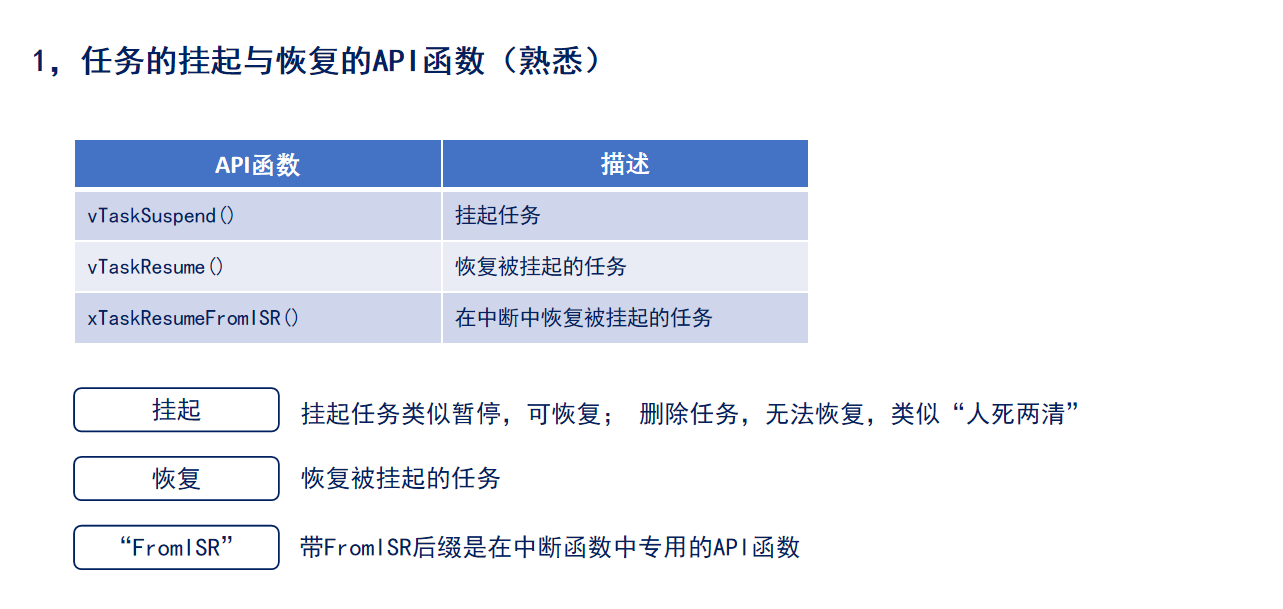 1，任务的挂起与恢复的API函数（熟悉）
API函数 描述
vTaskSuspend() 挂起任务
vTaskResume() 恢复被挂起的任务
xTaskResumeFromISR() 在中断中恢复被挂起的任务
挂起 挂起任务类似暂停，可恢复； 删除任务，无法恢复，类似“人死两清”
恢复 恢复被挂起的任务
“FromISR” 带FromISR后缀是在中断函数中专用的API函数